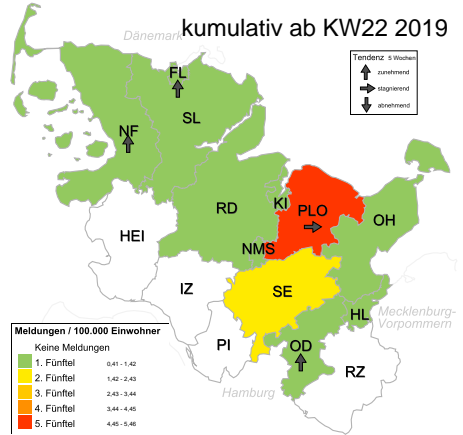 kumulativ ab KW22 2019
Dänemark
Tendenz 5 Wochen
zunehmend
stagnierend
abnehmend
FL
SL
NF
KI
PLO
RD
OH
HEI
NMS
IZ
SE
HL
Mecklenburg-
Vorpommern
PI
OD
RZ
Hamburg
Meldungen / 100.000 Einwohner
Keine Meldungen
1. Fünftel 0,41 - 1,42
2. Fünftel 1,42 - 2,43
3. Fünftel 2,43 - 3,44
4. Fünftel 3,44 - 4,45
5. Fünftel 4,45 - 5,46